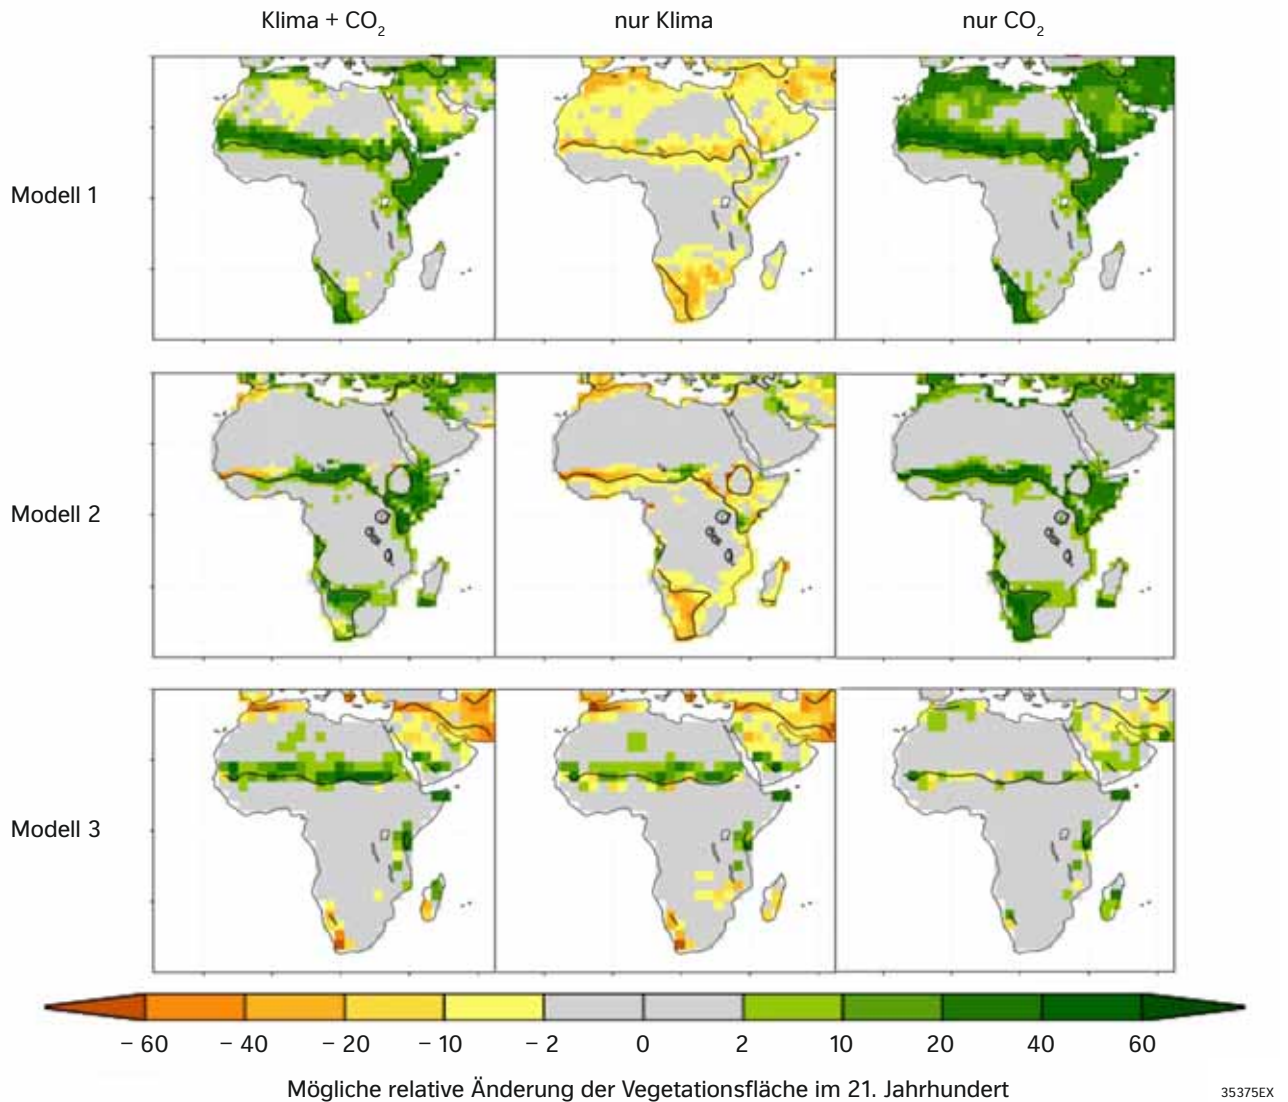 Klima + CO₂ nur Klima nur CO₂
Modell 1
Modell 2
Modell 3
– 60 – 40 – 20 – 10 – 2 0 2 10 20 60
Mögliche relative Änderung der Vegetationsfläche im 21. Jahrhundert
35375EX